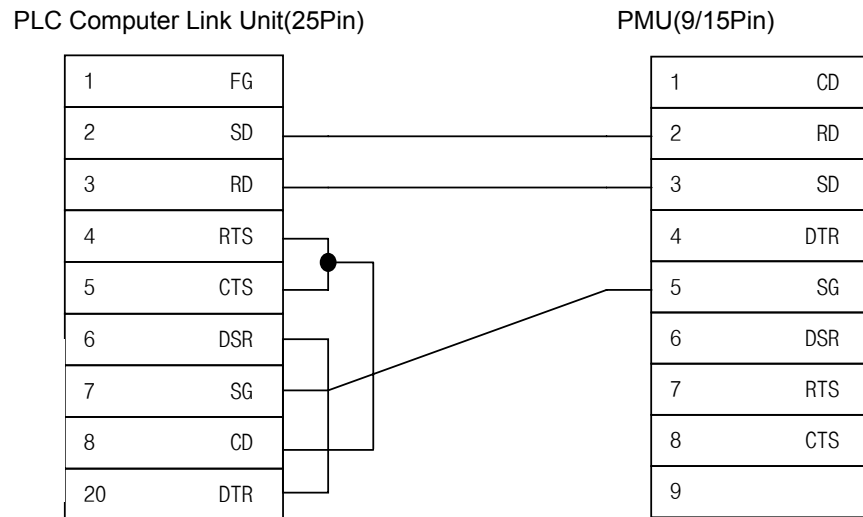 PLC Computer Link Unit(25Pin)
PMU(9/15Pin)
1 FG
2 SD
3 RD
4 RTS
5 CTS
6 DSR
7 SG
8 CD
20 DTR
1 CD
2 RD
3 SD
4 DTR
5 SG
6 DSR
7 RTS
8 CTS
9